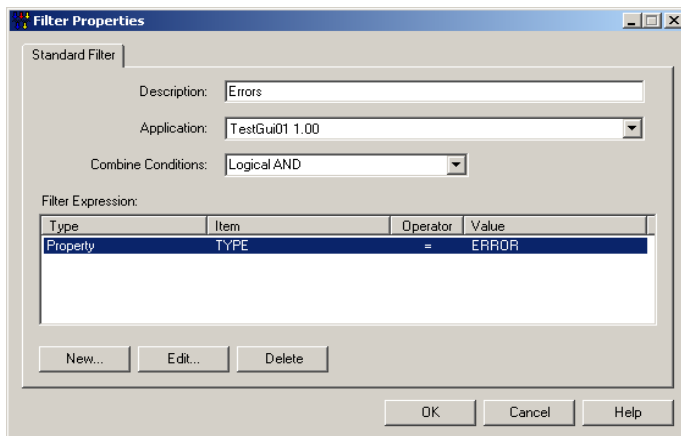 Filter Properties
Standard Filter
Description: Errors
Application: TestGui01 1.00
Combine Conditions: Logical AND
Filter Expression:
Type Item Operator Value
Property TYPE = ERROR
New... Edit... Delete
OK Cancel Help